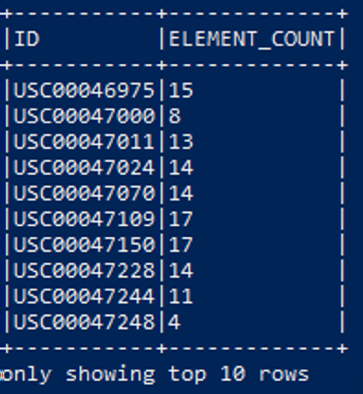 +-----------+-------------+
|ID         |ELEMENT_COUNT|
+-----------+-------------+
|USC00046975|15           |
|USC00047000|8            |
|USC00047011|13           |
|USC00047024|14           |
|USC00047070|14           |
|USC00047109|17           |
|USC00047150|17           |
|USC00047228|14           |
|USC00047244|11           |
|USC00047248|4            |
+-----------+-------------+
only showing top 10 rows